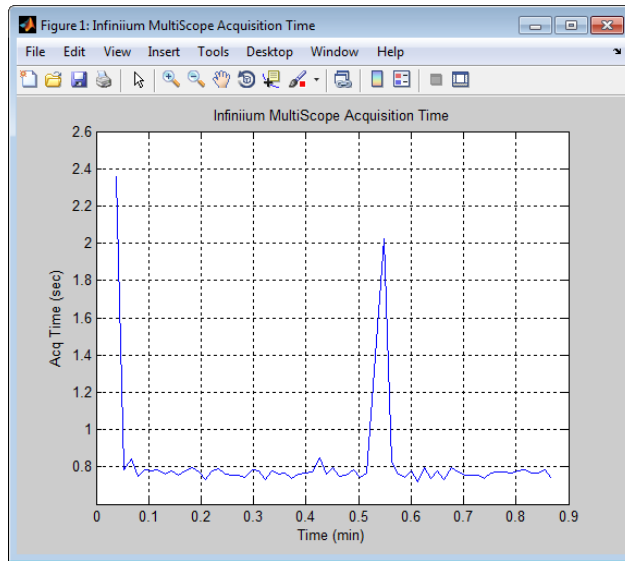 Figure 1: Infiniium MultiScope Acquisition Time
File Edit View Insert Tools Desktop Window Help
Infiniium MultiScope Acquisition Time
2.6
2.4
2.2
2
1.8
1.6
1.4
1.2
1
0.8
Acq Time (sec)
0 0.1 0.2 0.3 0.4 0.5 0.6 0.7 0.8 0.9
Time (min)